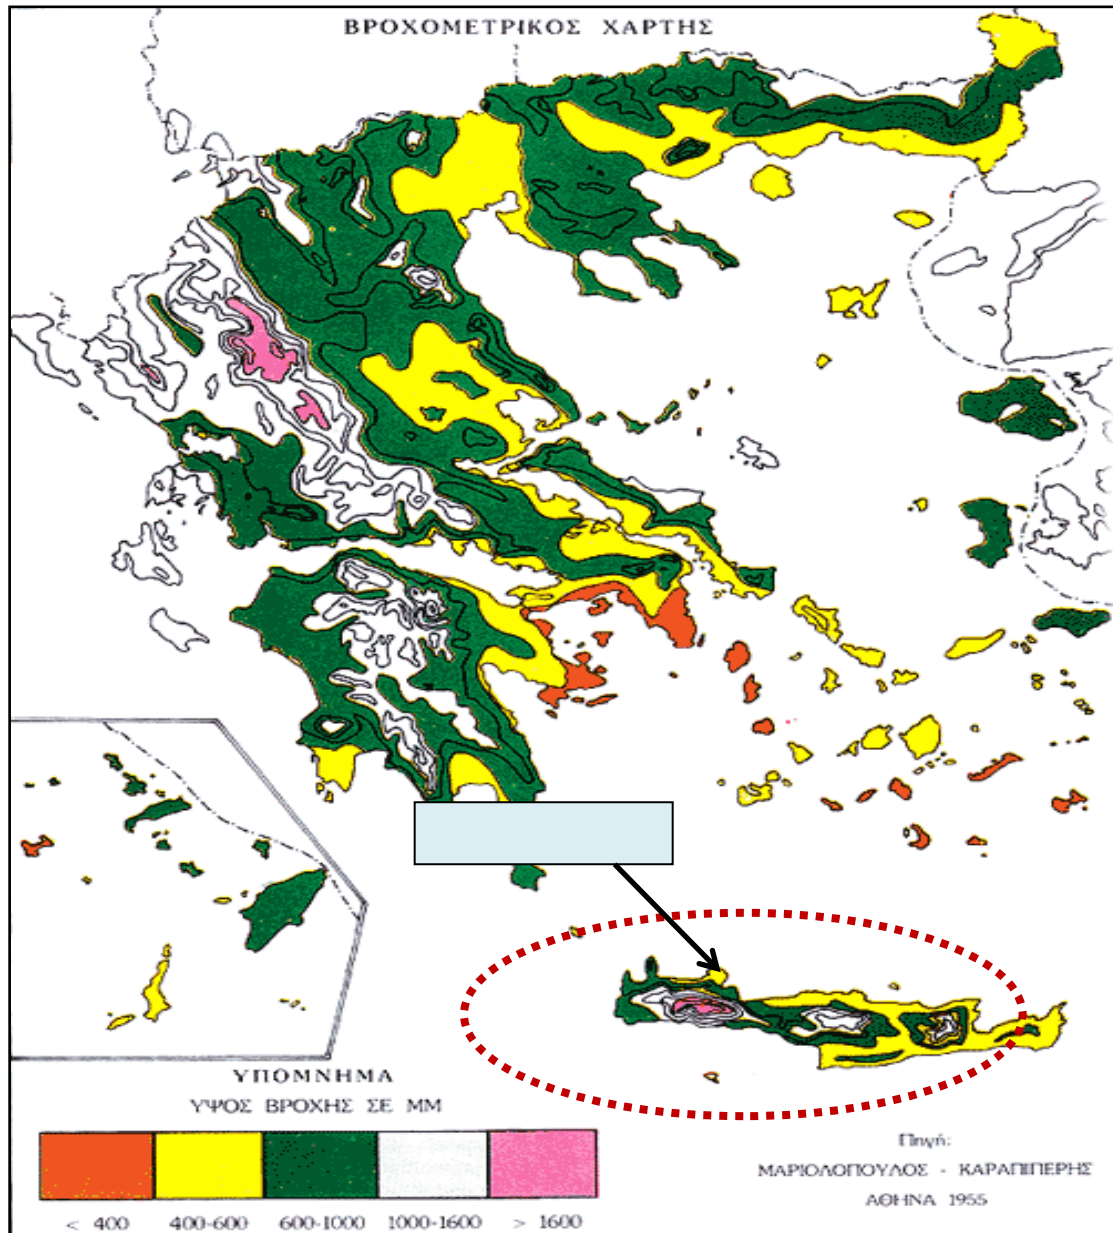 ΒΡΟΧΟΜΕΤΡΙΚΟΣ ΧΑΡΤΗΣ
ΥΠΟΜΝΗΜΑ
ΥΨΟΣ ΒΡΟΧΗΣ ΣΕ ΜΜ
< 400 400-600 600-1000 1000-1600 > 1600
Πηγή:
ΜΑΡΙΟΛΟΠΟΥΛΟΣ - ΚΑΡΑΠΙΠΕΡΗΣ
ΑΘΗΝΑ 1955